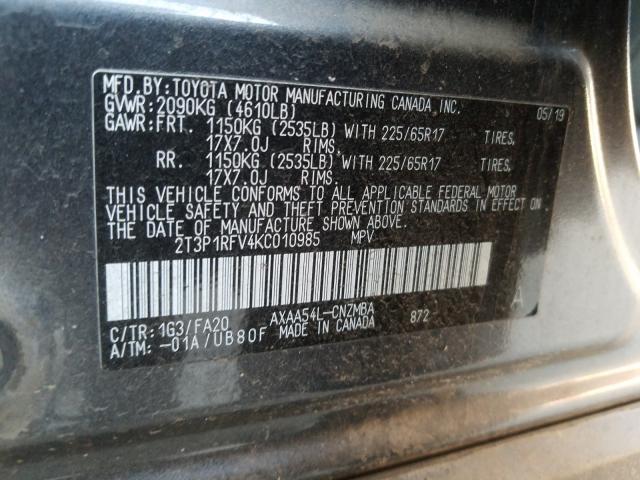 MFD.BY:TOYOTA MOTOR MANUFACTURING CANADA, INC.
GVWR:2090KG (4610LB) 05/19
GAWR:FRT. 1150KG (2535LB) WITH 225/65R17 TIRES,
17X7.0J RIMS,
RR. 1150KG (2535LB) WITH 225/65R17 TIRES,
17X7.0J RIMS.
THIS VEHICLE CONFORMS TO ALL APPLICABLE FEDERAL MOTOR
VEHICLE SAFETY AND THEFT PREVENTION STANDARDS IN EFFECT ON
THE DATE OF MANUFACTURE SHOWN ABOVE.
2T3P1RFV4KC010985 MPV
A
C/TR:1G3/FA20 AXAA54L-CNZMBA 872
A/TM:-01A/UB80F MADE IN CANADA